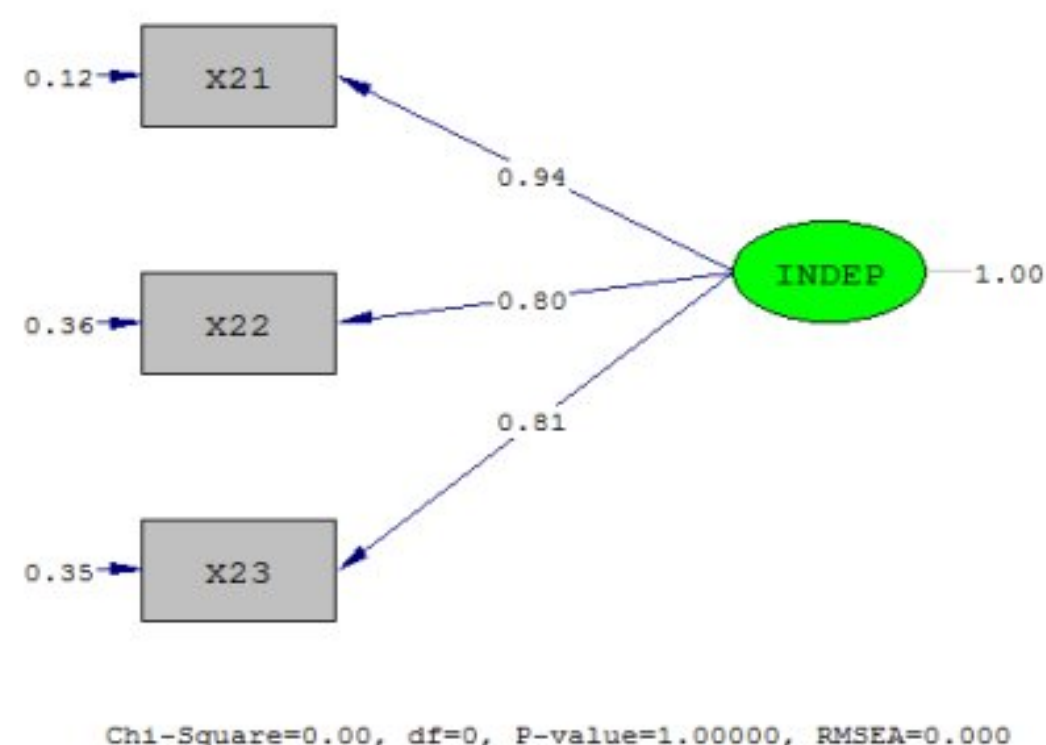 0.12 X21
0.94
INDEP 1.00
0.36 X22 0.80
0.81
0.35 X23
Chi-Square=0.00, df=0, P-value=1.00000, RMSEA=0.000